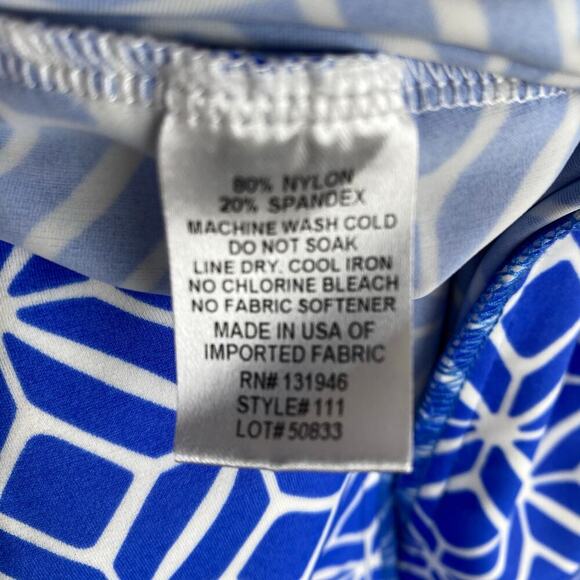 80% NYLON
20% SPANDEX
MACHINE WASH COLD
DO NOT SOAK
LINE DRY. COOL IRON
NO CHLORINE BLEACH
NO FABRIC SOFTENER
MADE IN USA OF
IMPORTED FABRIC
RN# 131946
STYLE# 111
LOT# 50833